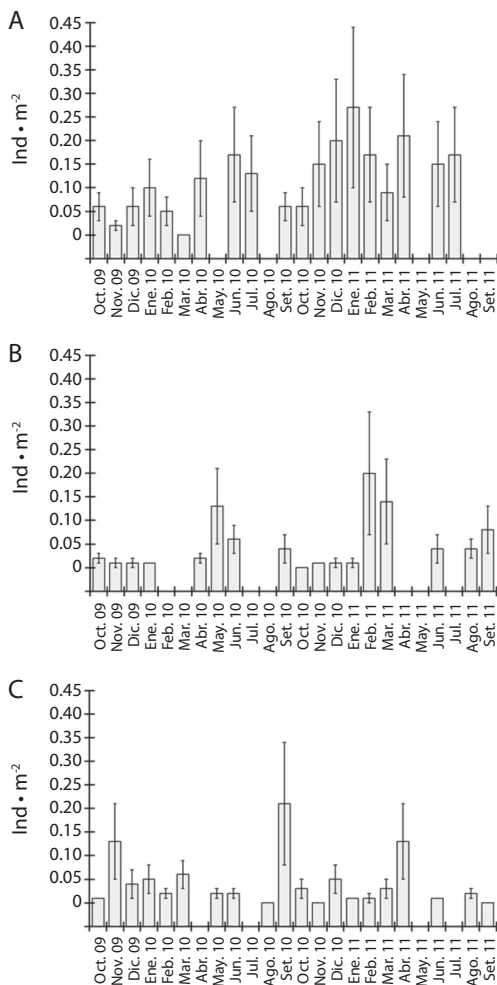 A
0.45
0.40
0.35
0.30
0.25
0.20
0.15
0.10
0.05
0
Ind • m-2
Oct. 09
Nov. 09
Dic. 09
Ene. 10
Feb. 10
Mar. 10
Abr. 10
May. 10
Jun. 10
Jul. 10
Ago. 10
Set. 10
Oct. 10
Nov. 10
Dic. 10
Ene. 11
Feb. 11
Mar. 11
Abr. 11
May. 11
Jun. 11
Jul. 11
Ago. 11
Set. 11
B
0.45
0.40
0.35
0.30
0.25
0.20
0.15
0.10
0.05
0
Ind • m-2
Oct. 09
Nov. 09
Dic. 09
Ene. 10
Feb. 10
Mar. 10
Abr. 10
May. 10
Jun. 10
Jul. 10
Ago. 10
Set. 10
Oct. 10
Nov. 10
Dic. 10
Ene. 11
Feb. 11
Mar. 11
Abr. 11
May. 11
Jun. 11
Jul. 11
Ago. 11
Set. 11
C
0.45
0.40
0.35
0.30
0.25
0.20
0.15
0.10
0.05
0
Ind • m-2
Oct. 09
Nov. 09
Dic. 09
Ene. 10
Feb. 10
Mar. 10
Abr. 10
May. 10
Jun. 10
Jul. 10
Ago. 10
Set. 10
Oct. 10
Nov. 10
Dic. 10
Ene. 11
Feb. 11
Mar. 11
Abr. 11
May. 11
Jun. 11
Jul. 11
Ago. 11
Set. 11